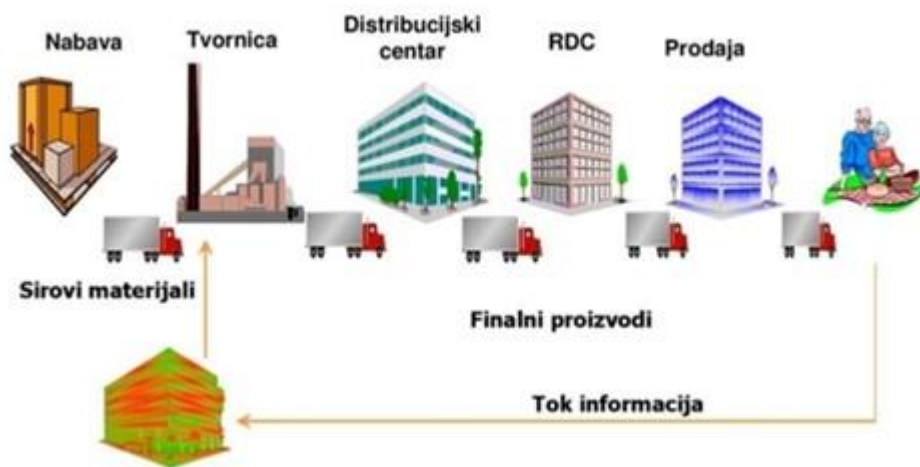 Nabava
Tvornica
Distribucijski
centar
RDC
Prodaja
Sirovi materijali
Finalni proizvodi
Tok informacija